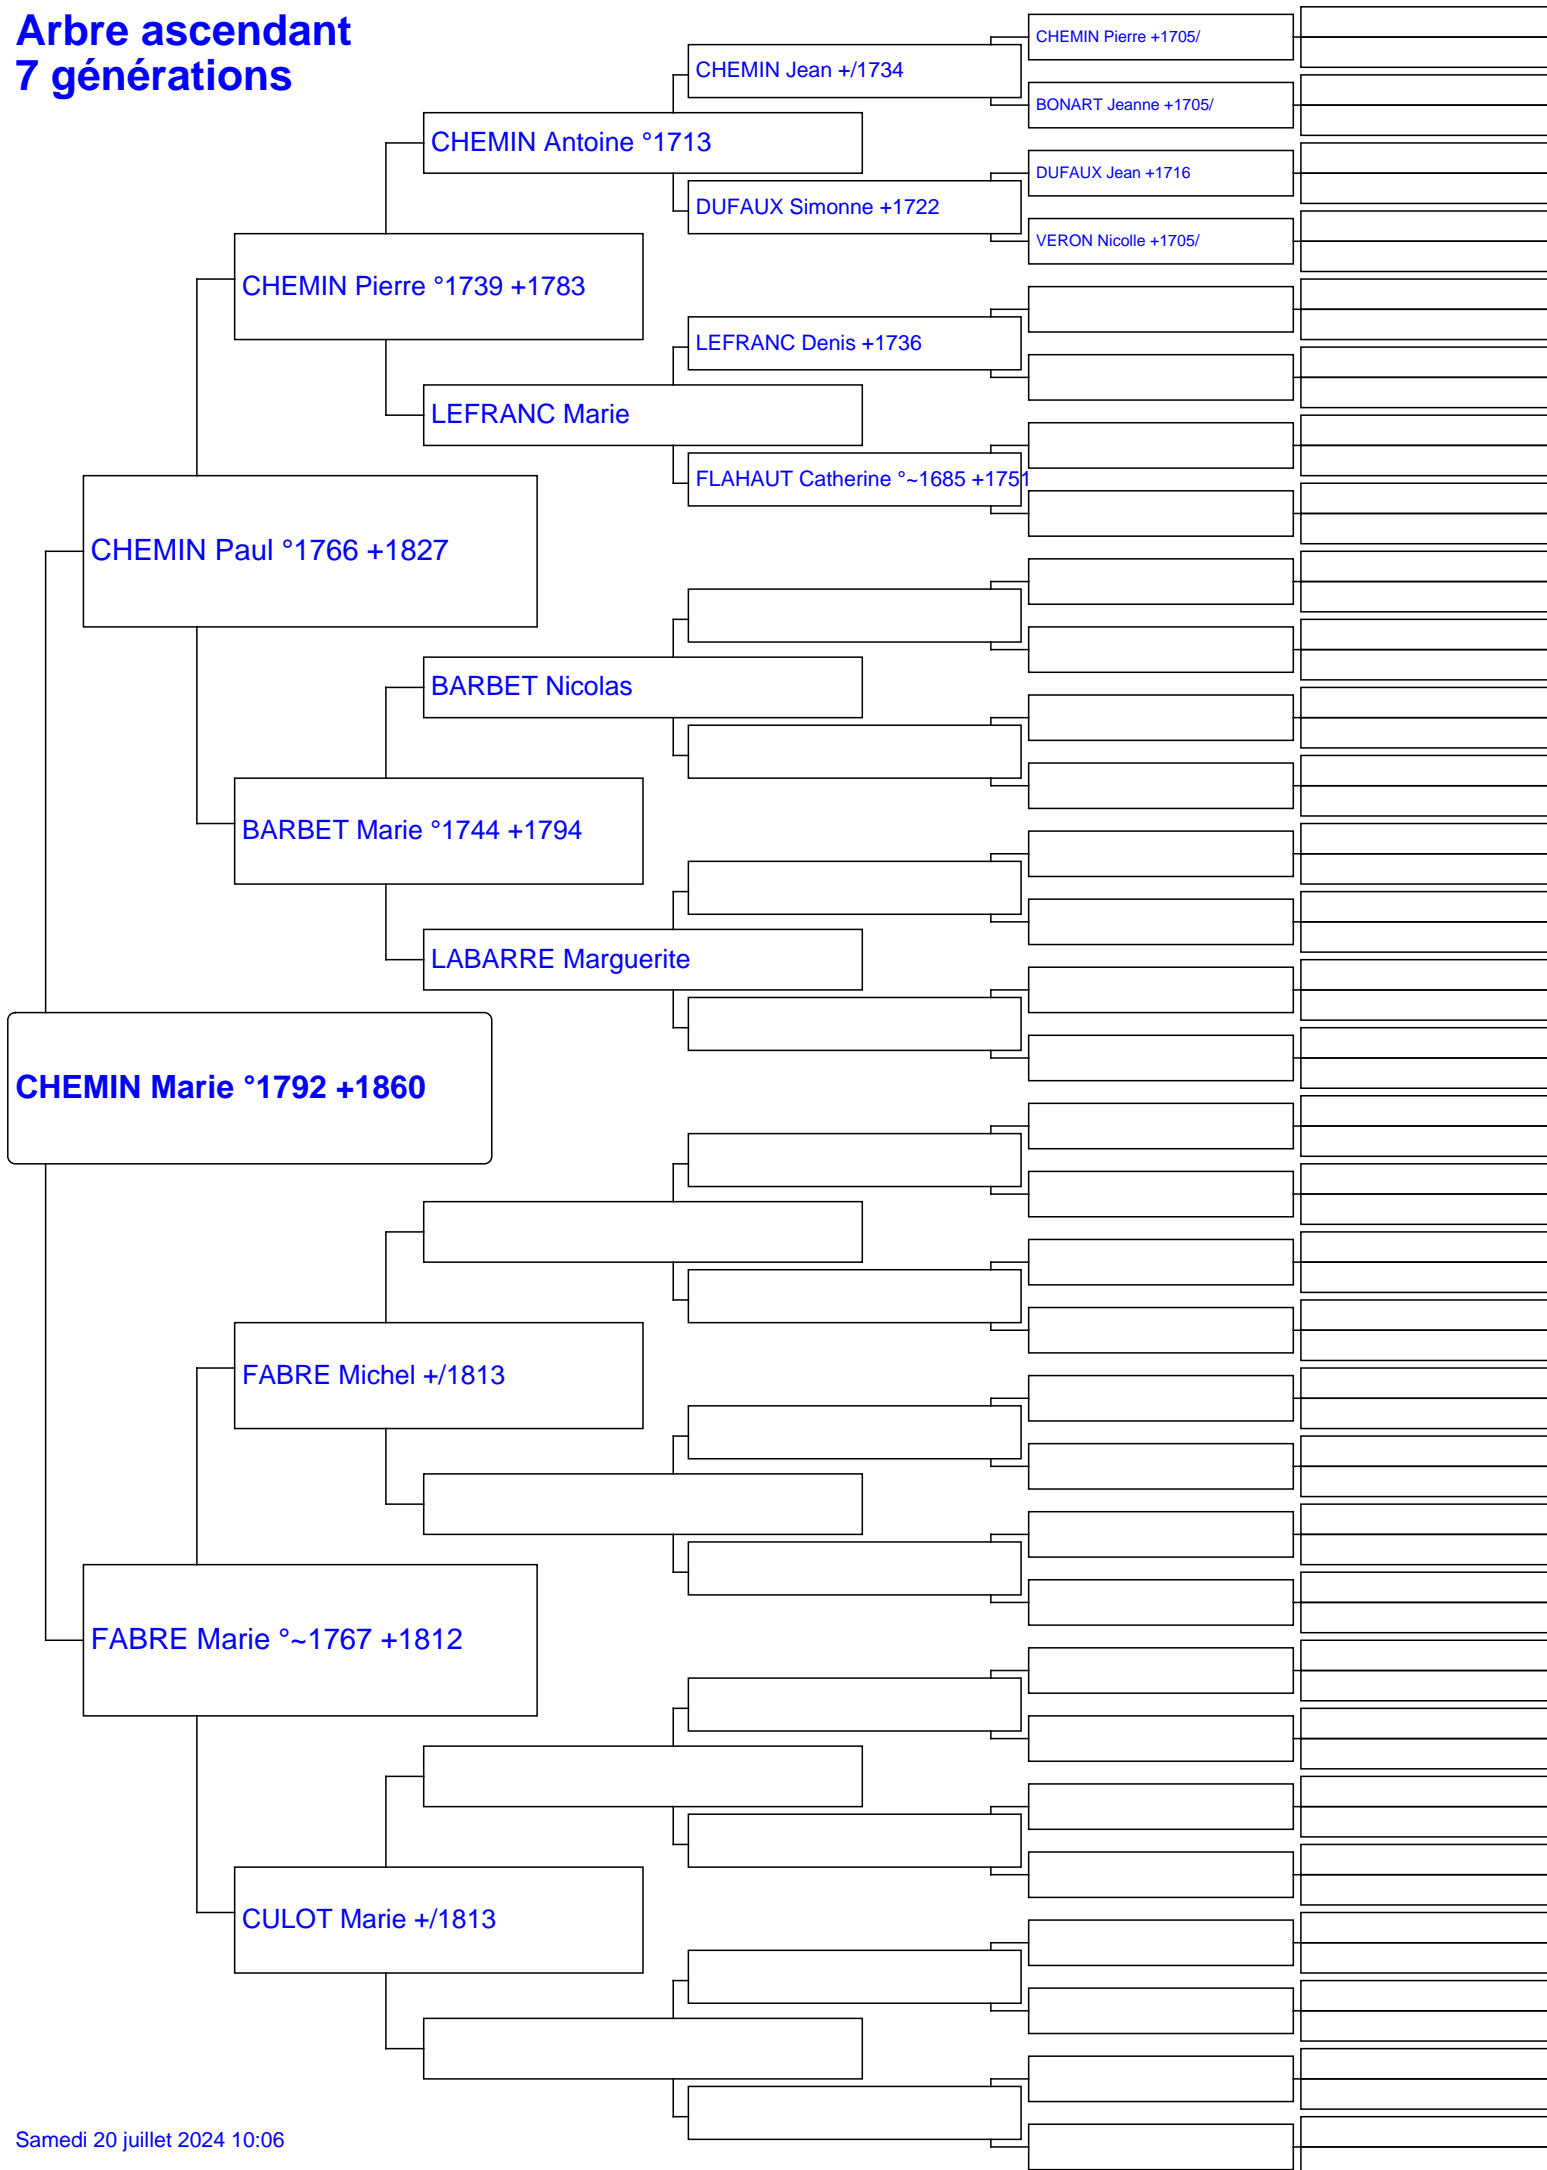 Arbre ascendant
7 générations
CHEMIN Pierre +1705/
CHEMIN Jean +/1734
BONART Jeanne +1705/
CHEMIN Antoine °1713
DUFAUX Jean +1716
DUFAUX Simonne +1722
VERON Nicolle +1705/
CHEMIN Pierre °1739 +1783
LEFRANC Denis +1736
LEFRANC Marie
FLAHAUT Catherine °~1685 +1751
CHEMIN Paul °1766 +1827
BARBET Nicolas
BARBET Marie °1744 +1794
LABARRE Marguerite
CHEMIN Marie °1792 +1860
FABRE Michel +/1813
FABRE Marie °~1767 +1812
CULOT Marie +/1813
Samedi 20 juillet 2024 10:06